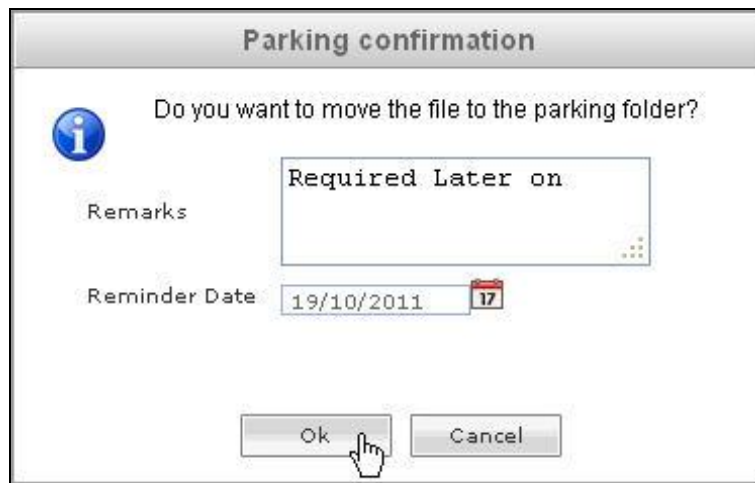 Parking confirmation
Do you want to move the file to the parking folder?
Required Later on
Remarks
Reminder Date 19/10/2011 17
Ok Cancel